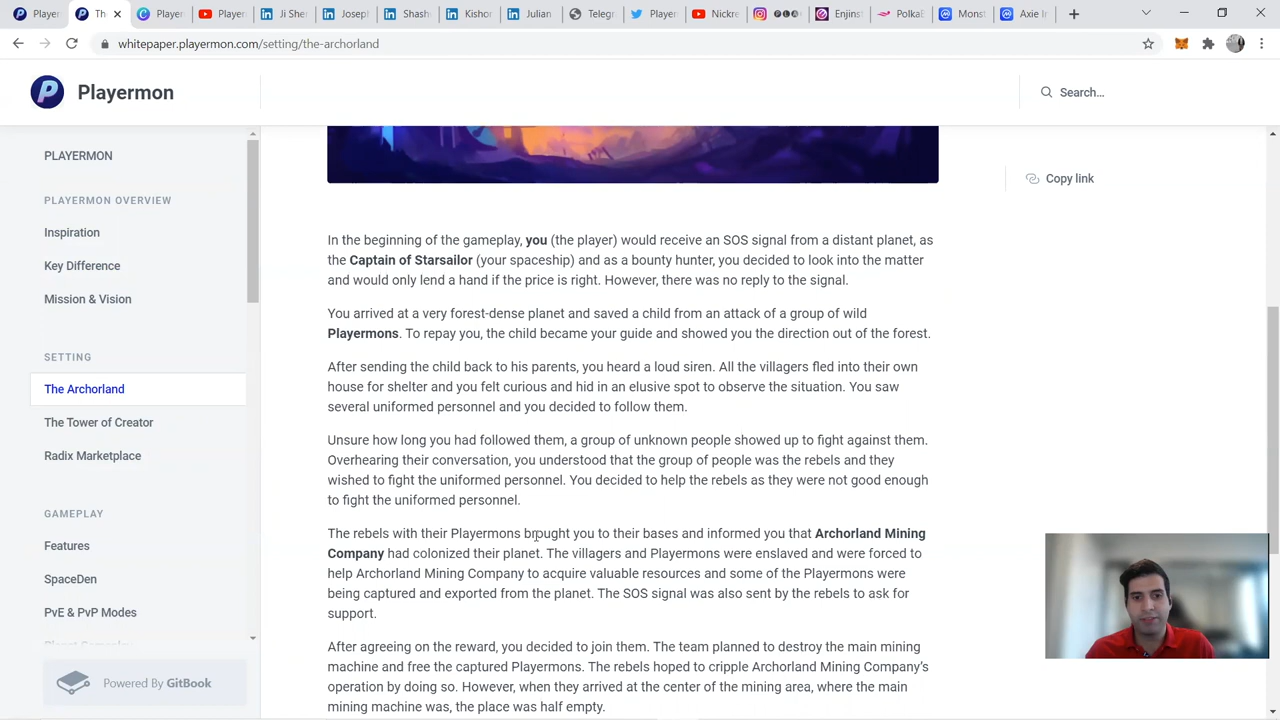 Player
Th
Player
Player
Ji She
Joseph
Shash
Kishor
Julian
Telegr
Player
Nickre
Enjins
PolkaB
Monst
Axie In
whitepaper.playermon.com/setting/the-archorland
Playermon
Search...
PLAYERMON
PLAYERMON OVERVIEW
Inspiration
Key Difference
Mission & Vision
SETTING
The Archorland
The Tower of Creator
Radix Marketplace
GAMEPLAY
Features
SpaceDen
PvE & PvP Modes
Powered By GitBook
Copy link
In the beginning of the gameplay, you (the player) would receive an SOS signal from a distant planet, as
the Captain of Starsailor (your spaceship) and as a bounty hunter, you decided to look into the matter
and would only lend a hand if the price is right. However, there was no reply to the signal.
You arrived at a very forest-dense planet and saved a child from an attack of a group of wild
Playermons. To repay you, the child became your guide and showed you the direction out of the forest.
After sending the child back to his parents, you heard a loud siren. All the villagers fled into their own
house for shelter and you felt curious and hid in an elusive spot to observe the situation. You saw
several uniformed personnel and you decided to follow them.
Unsure how long you had followed them, a group of unknown people showed up to fight against them.
Overhearing their conversation, you understood that the group of people was the rebels and they
wished to fight the uniformed personnel. You decided to help the rebels as they were not good enough
to fight the uniformed personnel.
The rebels with their Playermons brought you to their bases and informed you that Archorland Mining
Company had colonized their planet. The villagers and Playermons were enslaved and were forced to
help Archorland Mining Company to acquire valuable resources and some of the Playermons were
being captured and exported from the planet. The SOS signal was also sent by the rebels to ask for
support.
After agreeing on the reward, you decided to join them. The team planned to destroy the main mining
machine and free the captured Playermons. The rebels hoped to cripple Archorland Mining Company's
operation by doing so. However, when they arrived at the center of the mining area, where the main
mining machine was, the place was half empty.